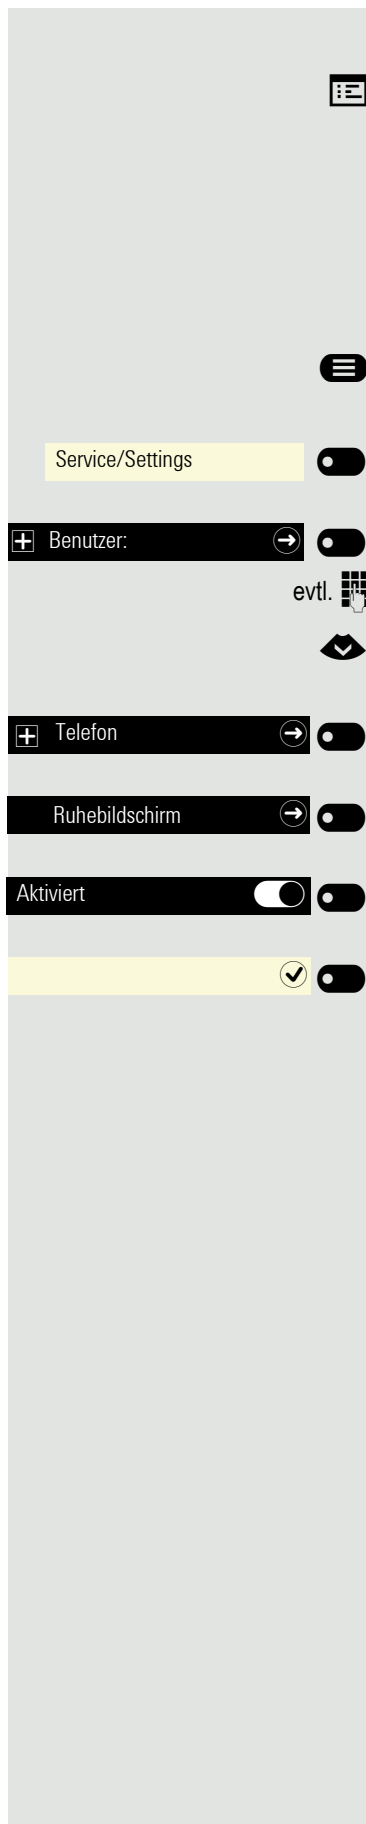 Service/Settings
Benutzer:
evtl.
Telefon
Ruhebildschirm
Aktiviert